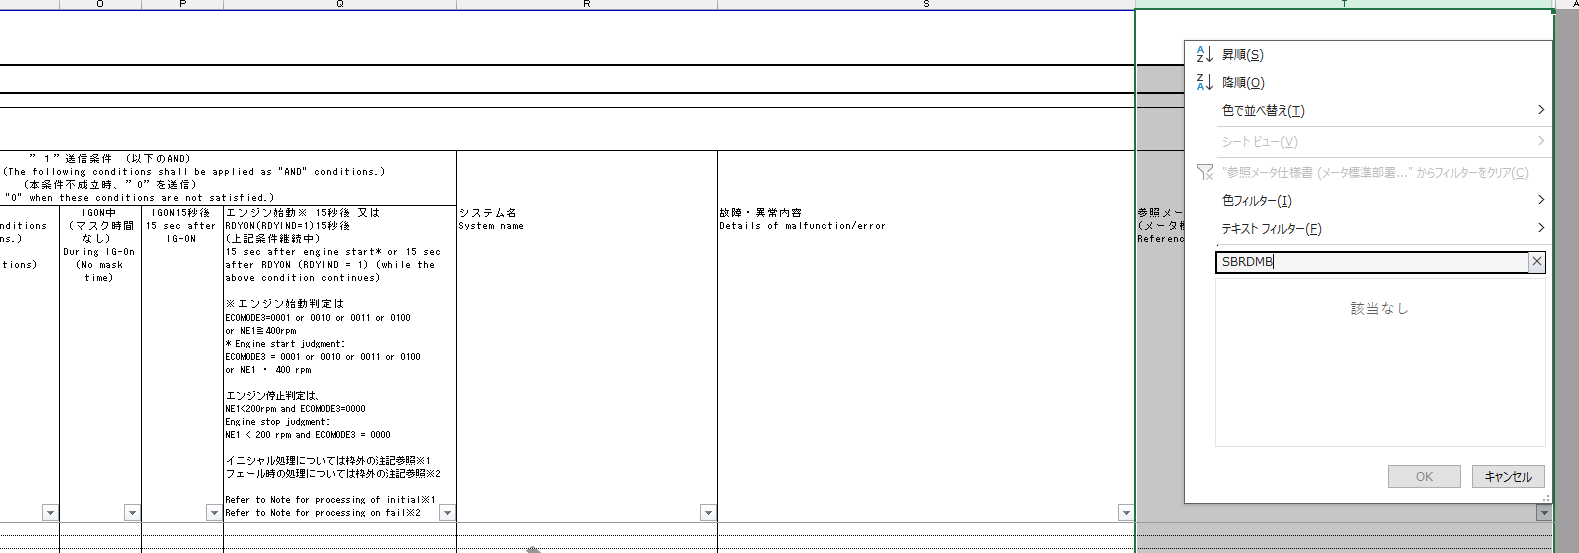 O
P
Q
R
S
T
" 1 "送信条件 （以下のAND）
(The following conditions shall be applied as "AND" conditions.)
（本条件不成立時、" 0" を送信）
"0" when these conditions are not satisfied.)
nditions
ns.)
tions)
IGON中
（マスク時間
なし）
During IG-On
(No mask
time)
IGON15秒後
15 sec after
IG-ON
エンジン始動※ 15秒後 又は
RDYON(RDYIND=1)15秒後
(上記条件継続中)
15 sec after engine start* or 15 sec
after RDYON (RDYIND = 1) (while the
above condition continues)
※エンジン始動判定は
ECOMODE3=0001 or 0010 or 0011 or 0100
or NE1≧400rpm
* Engine start judgment:
ECOMODE3 = 0001 or 0010 or 0011 or 0100
or NE1 ・ 400 rpm
エンジン停止判定は、
NE1<200rpm and ECOMODE3=0000
Engine stop judgment:
NE1 < 200 rpm and ECOMODE3 = 0000
イニシャル処理については枠外の注記参照※1
フェール時の処理については枠外の注記参照※2
Refer to Note for processing of initial※1
Refer to Note for processing on fail※2
システム名
System name
故障・異常内容
Details of malfunction/error
参照メー
(メータ標
Referenc
昇順(S)
降順(O)
色で並べ替え(T)
シート ビュー(V)
"参照メータ仕様書 (メータ標準部署..." からフィルターをクリア(C)
色フィルター(I)
テキスト フィルター(F)
SBRDMB
該当なし
OK
キャンセル